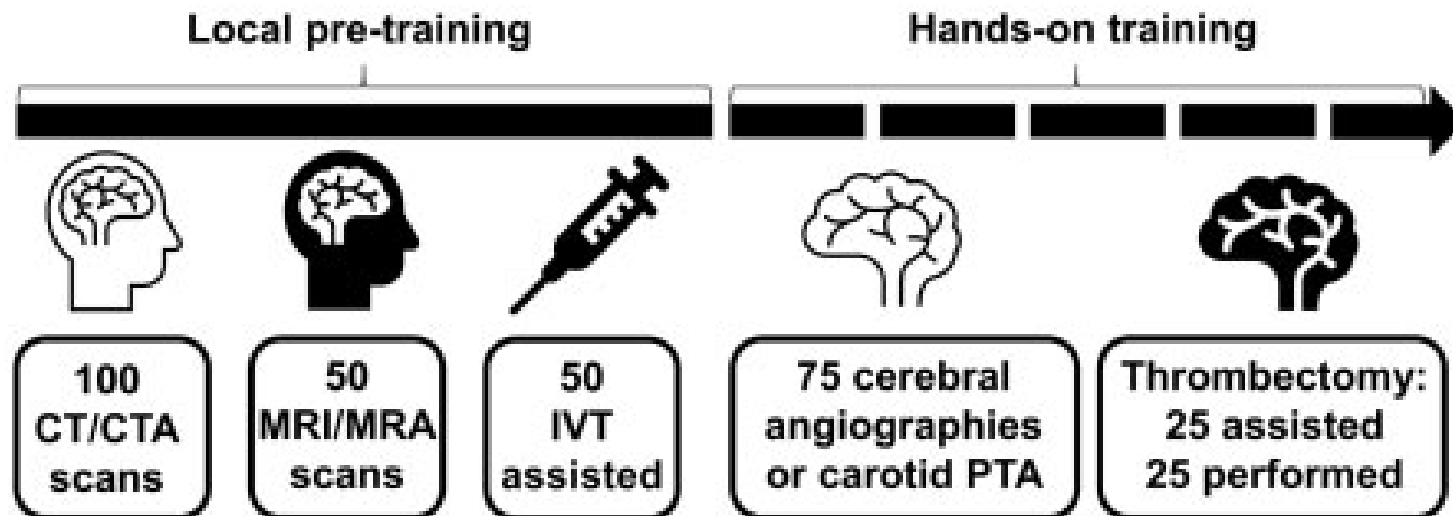 Local pre-training
Hands-on training
100
CT/CTA
scans
50
MRI/MRA
scans
50
IVT
assisted
75 cerebral
angiographies
or carotid PTA
Thrombectomy:
25 assisted
25 performed